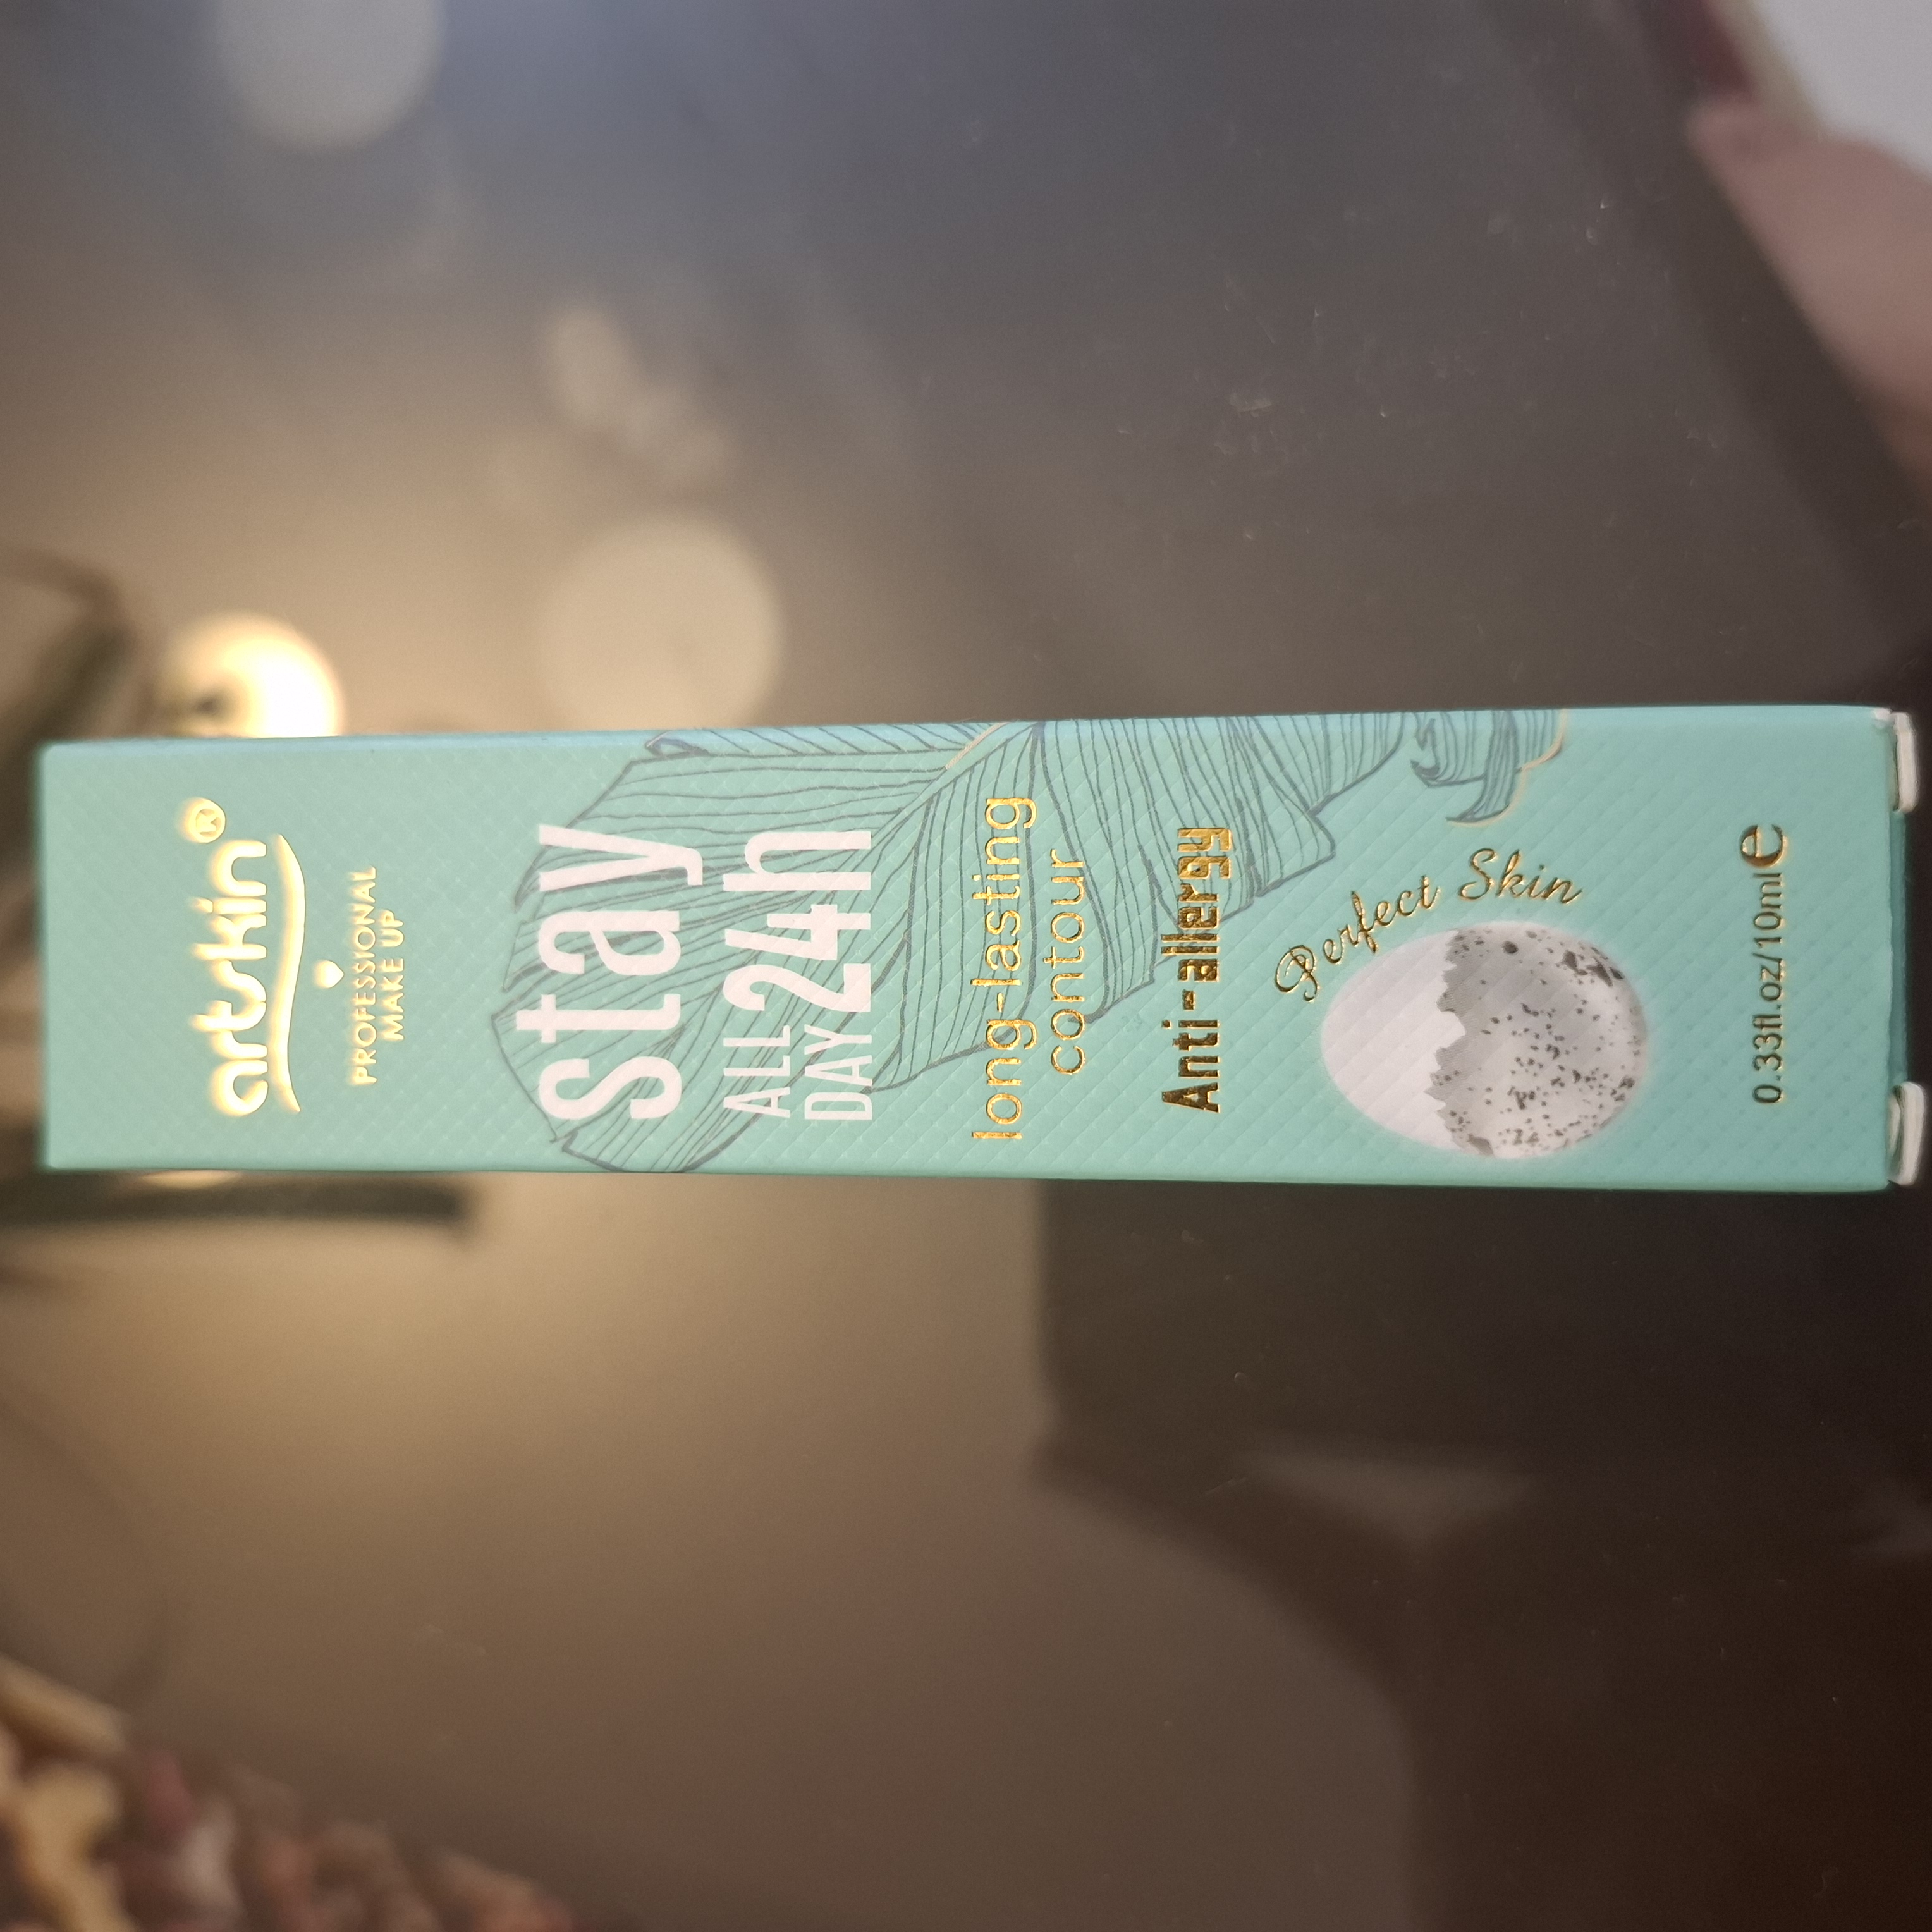 artskin®
PROFESSIONAL
MAKE UP
stay
ALL
DAY 24h
long-lasting
contour
Anti-allergy
Perfect Skin
0.33fl.oz/10ml e